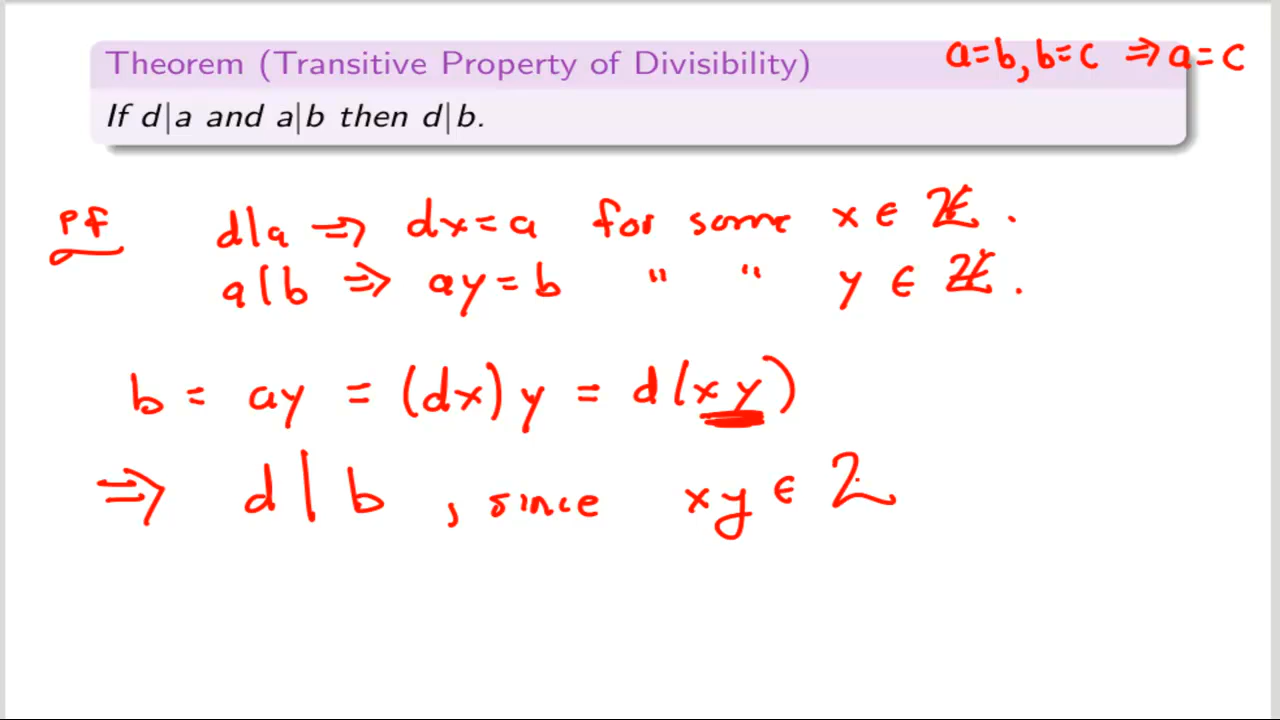 Theorem (Transitive Property of Divisibility)
a=b, b=c ⇒ a=c
If d|a and a|b then d|b.
Pf d|a ⇒ dx=a for some x ∈ ℤ.
a|b ⇒ ay=b " " y ∈ ℤ.
b = ay = (dx)y = d(xy)
⇒ d|b, since xy ∈ ℤ